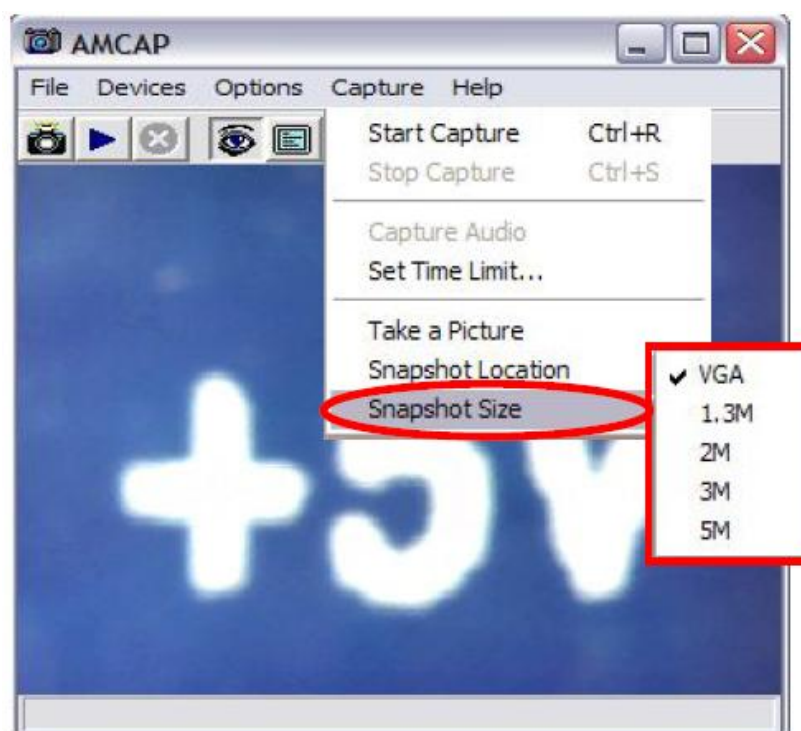 AMCAP
File Devices Options Capture Help
Start Capture Ctrl+R
Stop Capture Ctrl+S
Capture Audio
Set Time Limit...
Take a Picture
Snapshot Location
Snapshot Size
VGA
1.3M
2M
3M
5M
+5V